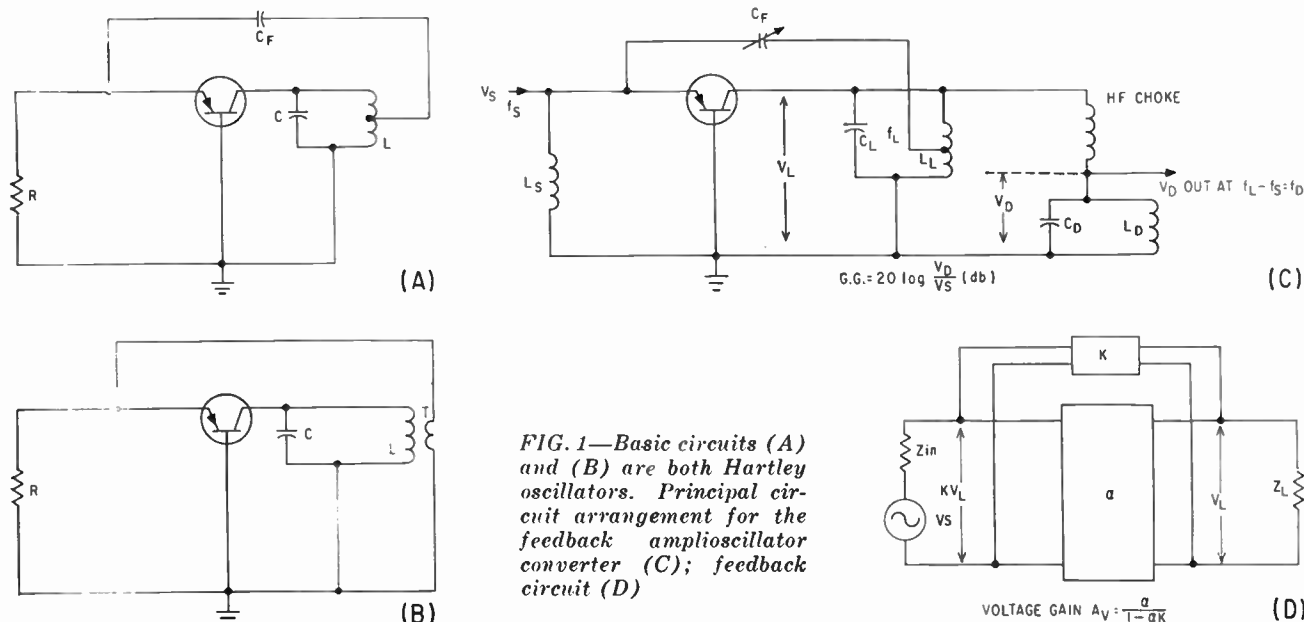 C_F
C
L
R
(A)
C
L
T
R
(B)
C_F
V_S
f_S
L_S
V_L
C_L
f_L
L_L
HF CHOKE
V_D OUT AT f_L-f_S=f_D
V_D
C_D
L_D
G.G.= 20 log V_D/V_S (db)
(C)
FIG. 1—Basic circuits (A)
and (B) are both Hartley
oscillators. Principal cir-
cuit arrangement for the
feedback amplioscillator
converter (C); feedback
circuit (D)
K
Zin
KV_L
VS
α
V_L
Z_L
VOLTAGE GAIN A_V = α/1-αK
(D)